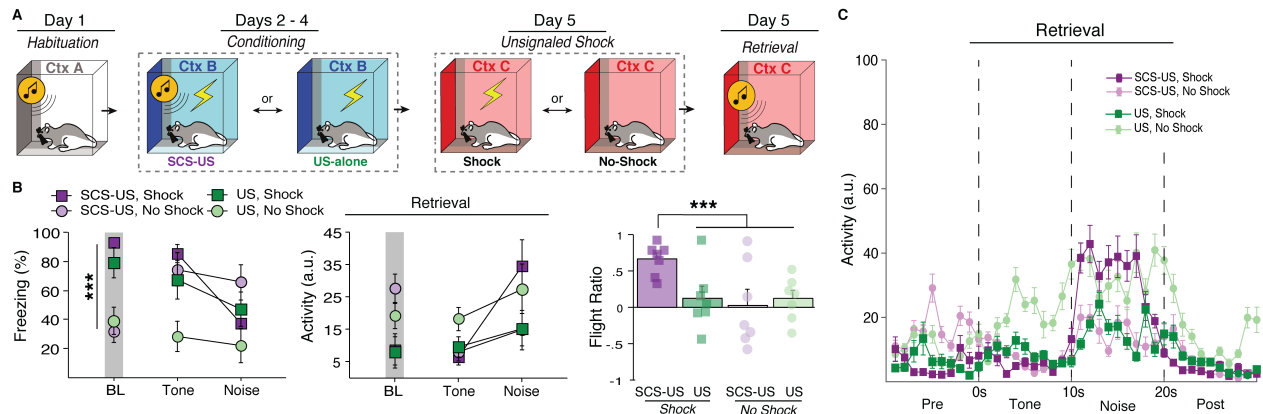 A
Day 1
Habituation
Ctx A
Days 2 - 4
Conditioning
Ctx B
or
Ctx B
SCS-US
US-alone
Day 5
Unsignaled Shock
Ctx C
or
Ctx C
Shock
No-Shock
Day 5
Retrieval
Ctx C
B
SCS-US, Shock
US, Shock
SCS-US, No Shock
US, No Shock
Freezing (%)
100
80
60
40
20
***
BL
Tone
Noise
Retrieval
Activity (a.u.)
45
35
25
15
5
BL
Tone
Noise
Flight Ratio
1
.5
0
-.5
-1
***
SCS-US
US
SCS-US
US
Shock
No Shock
C
Retrieval
SCS-US, Shock
SCS-US, No Shock
US, Shock
US, No Shock
Activity (a.u.)
100
80
60
40
20
0s
10s
20s
Pre
Tone
Noise
Post